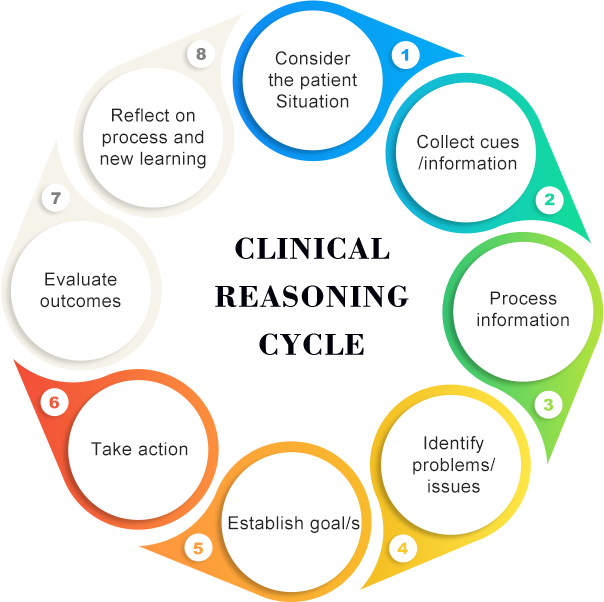 CLINICAL
REASONING
CYCLE
1
Consider
the patient
Situation
2
Collect cues
/information
3
Process
information
4
Identify
problems/
issues
5
Establish goal/s
6
Take action
7
Evaluate
outcomes
8
Reflect on
process and
new learning